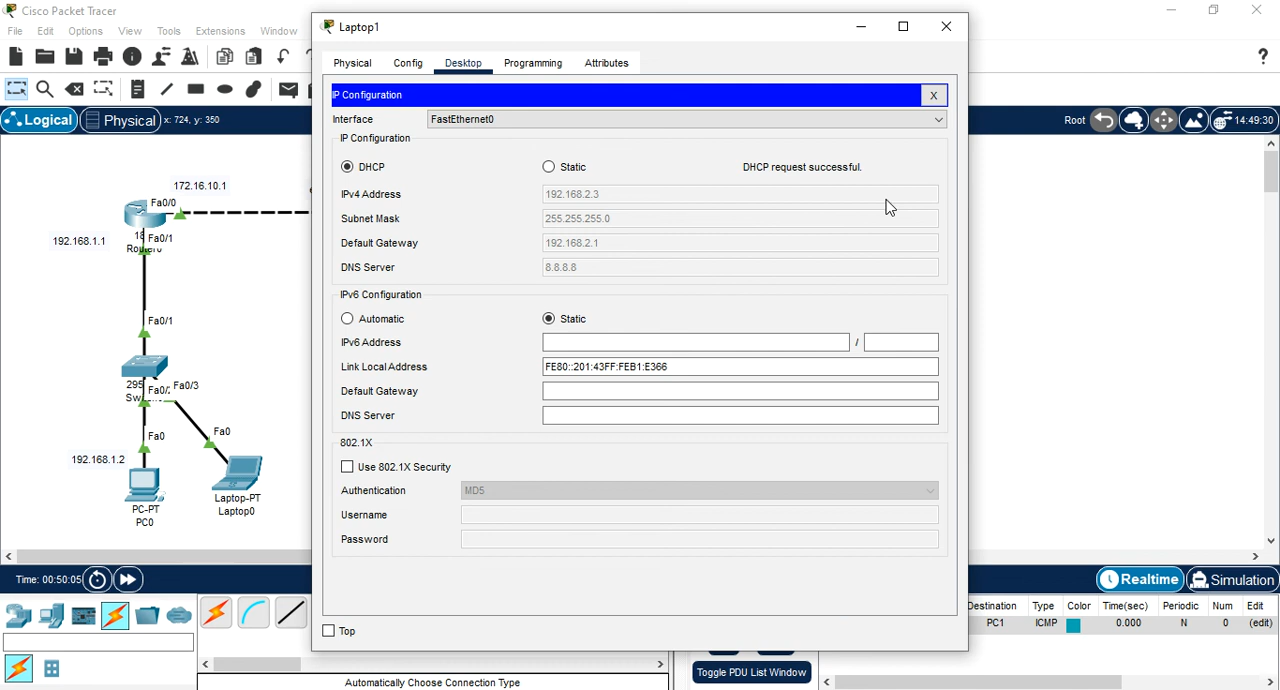 Cisco Packet Tracer
File Edit Options View Tools Extensions Window
Logical Physical x: 724, y: 350
Root 14:49:30
172.16.10.1
Fa0/0
192.168.1.1
Fa0/1
Fa0/1
Fa0/3
Fa0
Fa0
192.168.1.2
Laptop-PT
Laptop0
PC-PT
PC0
Laptop1
Physical Config Desktop Programming Attributes
IP Configuration X
Interface FastEthernet0
IP Configuration
DHCP Static DHCP request successful.
IPv4 Address 192.168.2.3
Subnet Mask 255.255.255.0
Default Gateway 192.168.2.1
DNS Server 8.8.8.8
IPv6 Configuration
Automatic Static
IPv6 Address /
Link Local Address FE80::201:43FF:FEB1:E366
Default Gateway
DNS Server
802.1X
Use 802.1X Security
Authentication MD5
Username
Password
Top
Time: 00:50:05
Realtime Simulation
Destination Type Color Time(sec) Periodic Num Edit
PC1 ICMP 0.000 N 0 (edit)
Toggle PDU List Window
Automatically Choose Connection Type